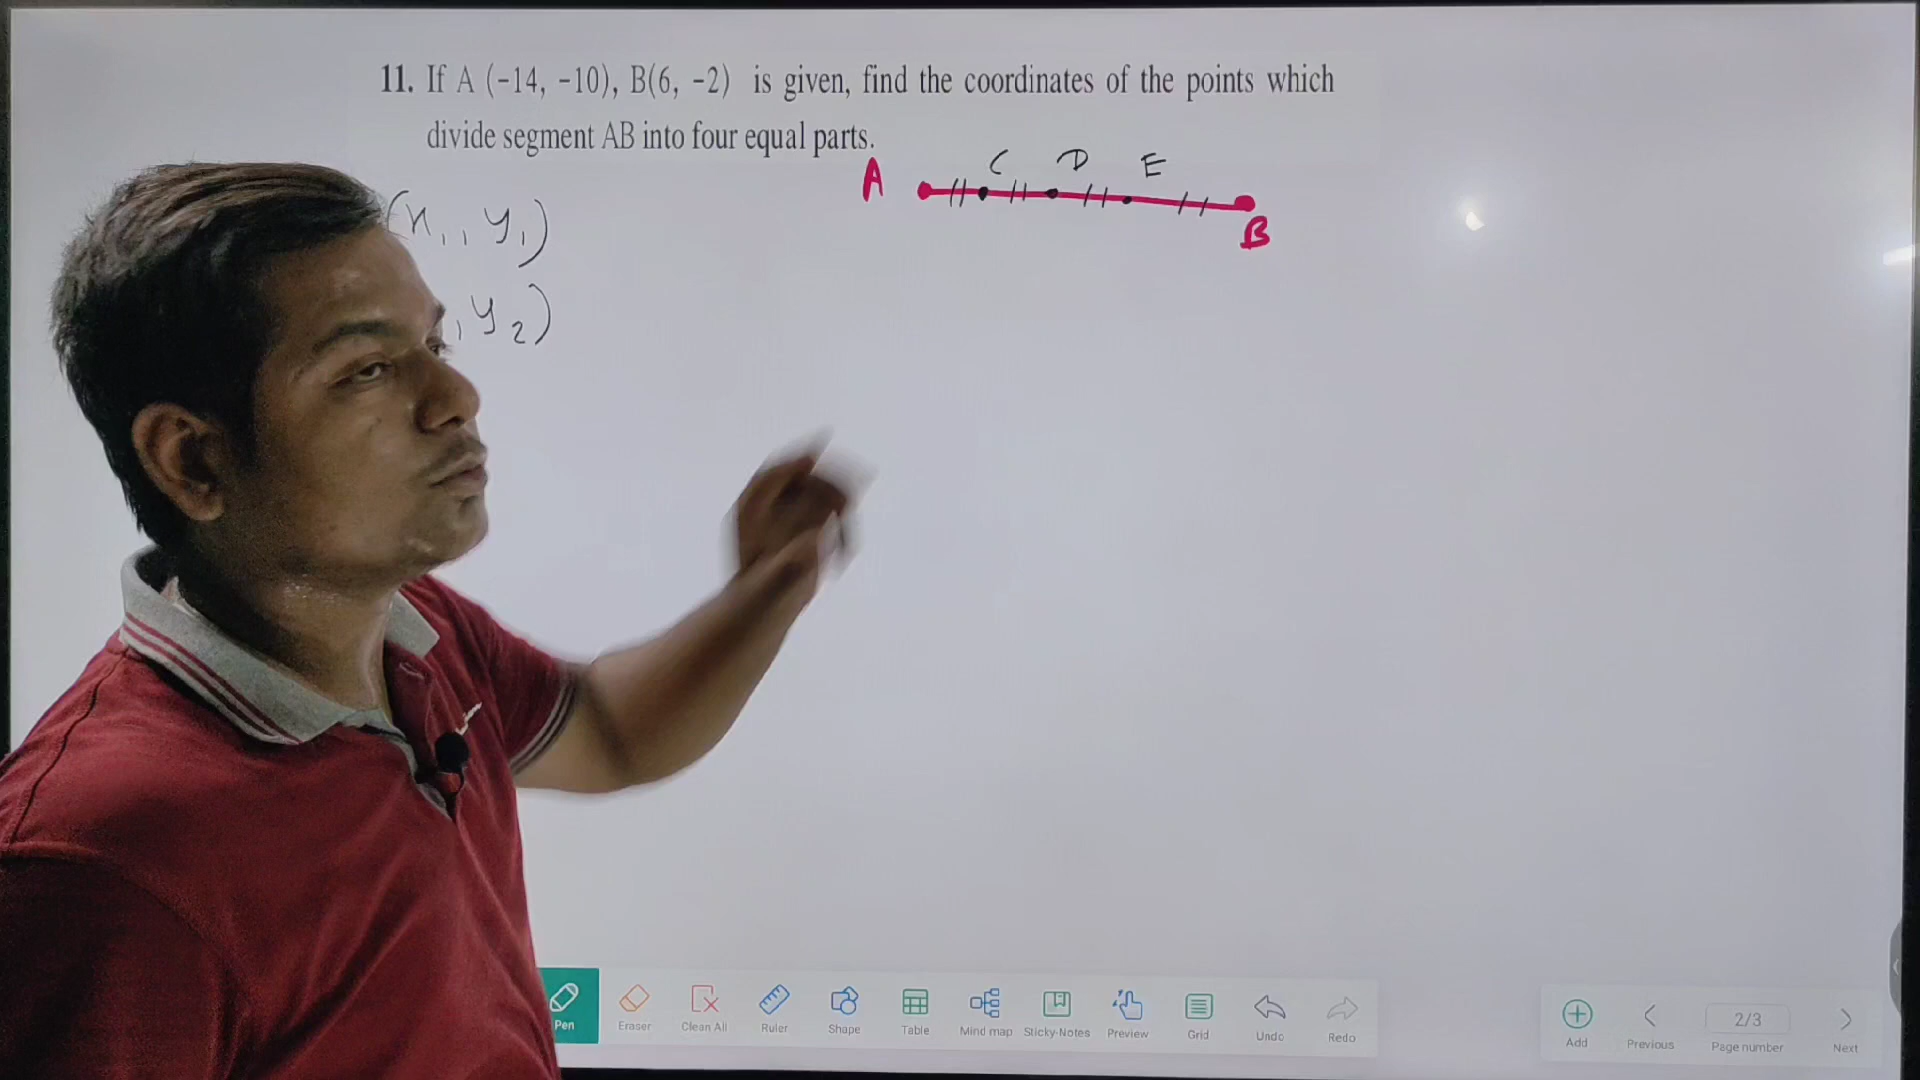 11. If A (-14, -10), B(6, -2) is given, find the coordinates of the points which
divide segment AB into four equal parts.
A C D E B
(x₁, y₁)
, y₂)
Pen Eraser Clean All Ruler Shape Table Mind map Sticky-Notes Preview Grid Undo Redo
Add Previous 2/3 Page number Next